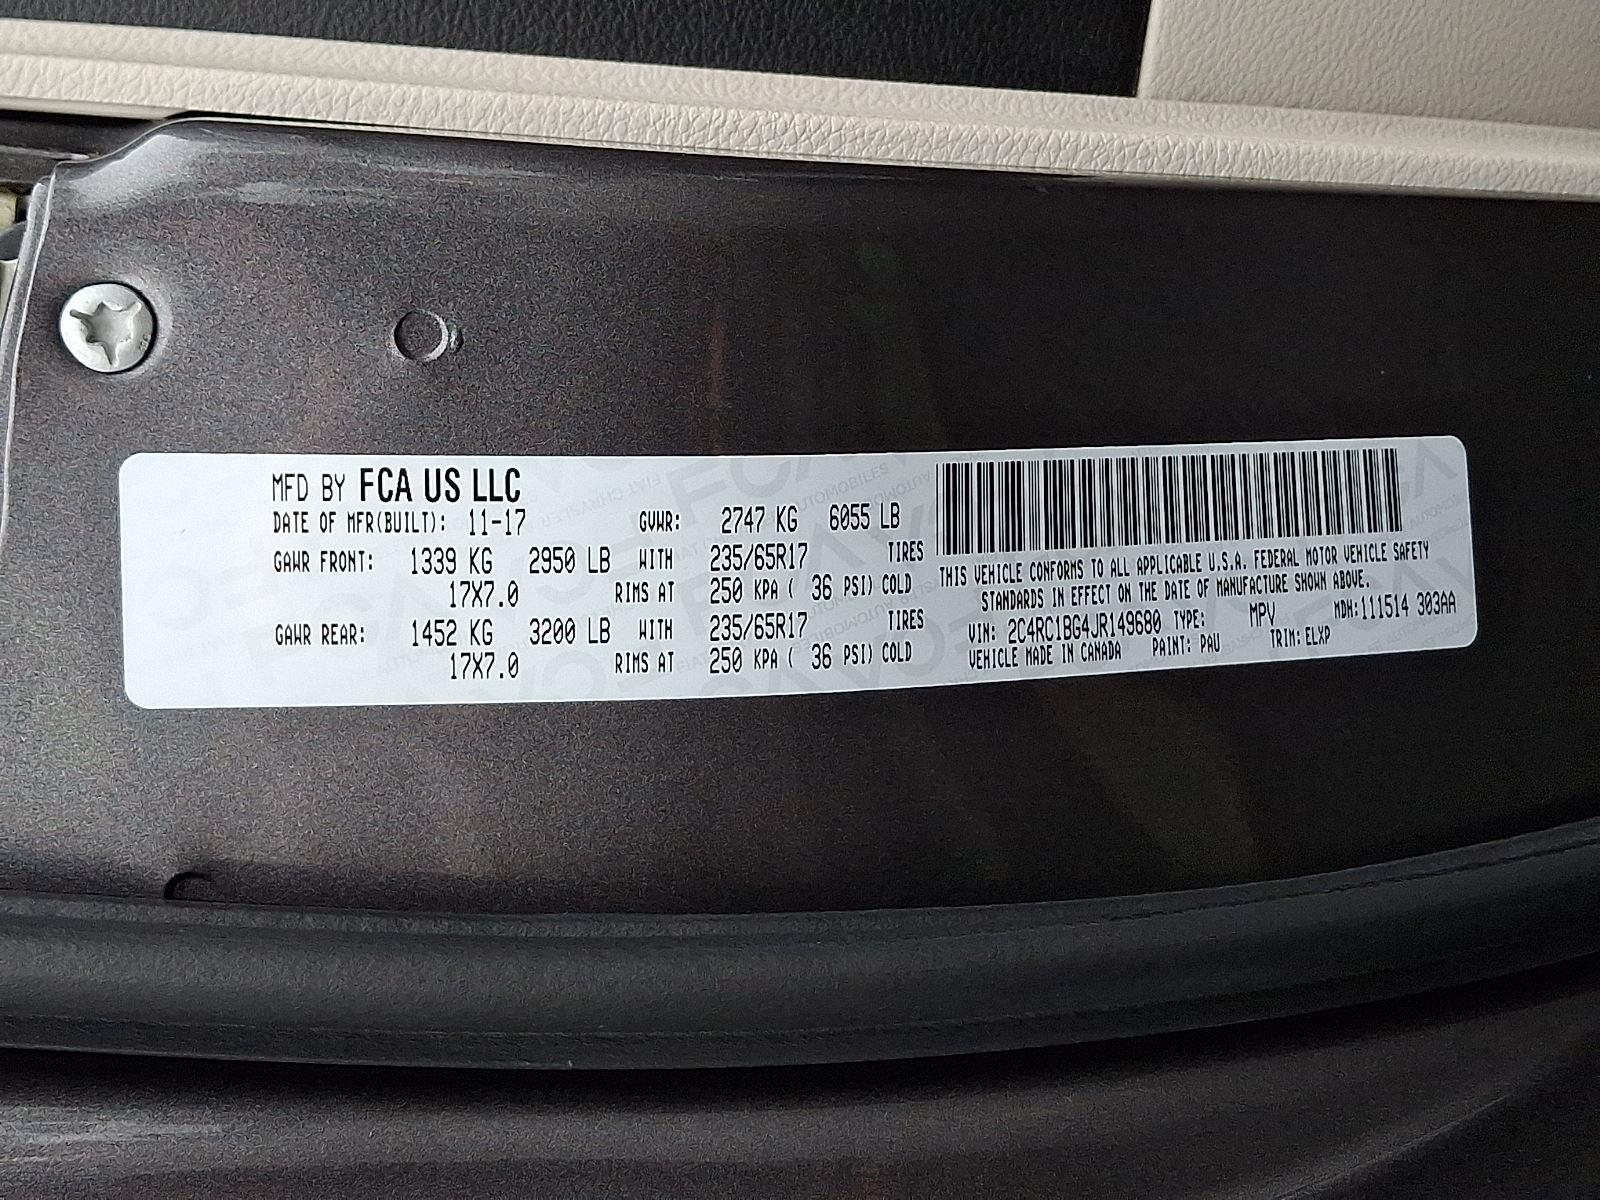 MFD BY FCA US LLC
DATE OF MFR(BUILT): 11-17 GVWR: 2747 KG 6055 LB
GAWR FRONT: 1339 KG 2950 LB WITH 235/65R17 TIRES
17X7.0 RIMS AT 250 KPA ( 36 PSI) COLD
GAWR REAR: 1452 KG 3200 LB WITH 235/65R17 TIRES
17X7.0 RIMS AT 250 KPA ( 36 PSI) COLD
THIS VEHICLE CONFORMS TO ALL APPLICABLE U.S.A. FEDERAL MOTOR VEHICLE SAFETY
STANDARDS IN EFFECT ON THE DATE OF MANUFACTURE SHOWN ABOVE.
VIN: 2C4RC1BG4JR149680 TYPE: MPV MDH:111514 303AA
VEHICLE MADE IN CANADA PAINT: PAU TRIM: ELXP